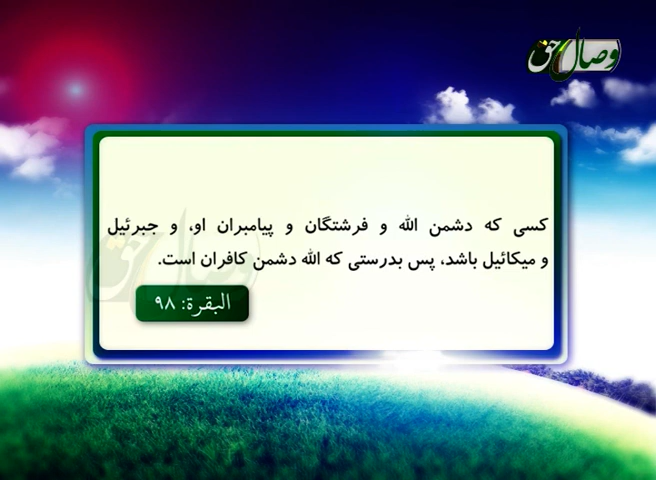 وصال حق
کسی که دشمن الله و فرشتگان و پیامبران او، و جبرئیل
و میکائیل باشد، پس بدرستی که الله دشمن کافران است.
البقرة: ۹۸